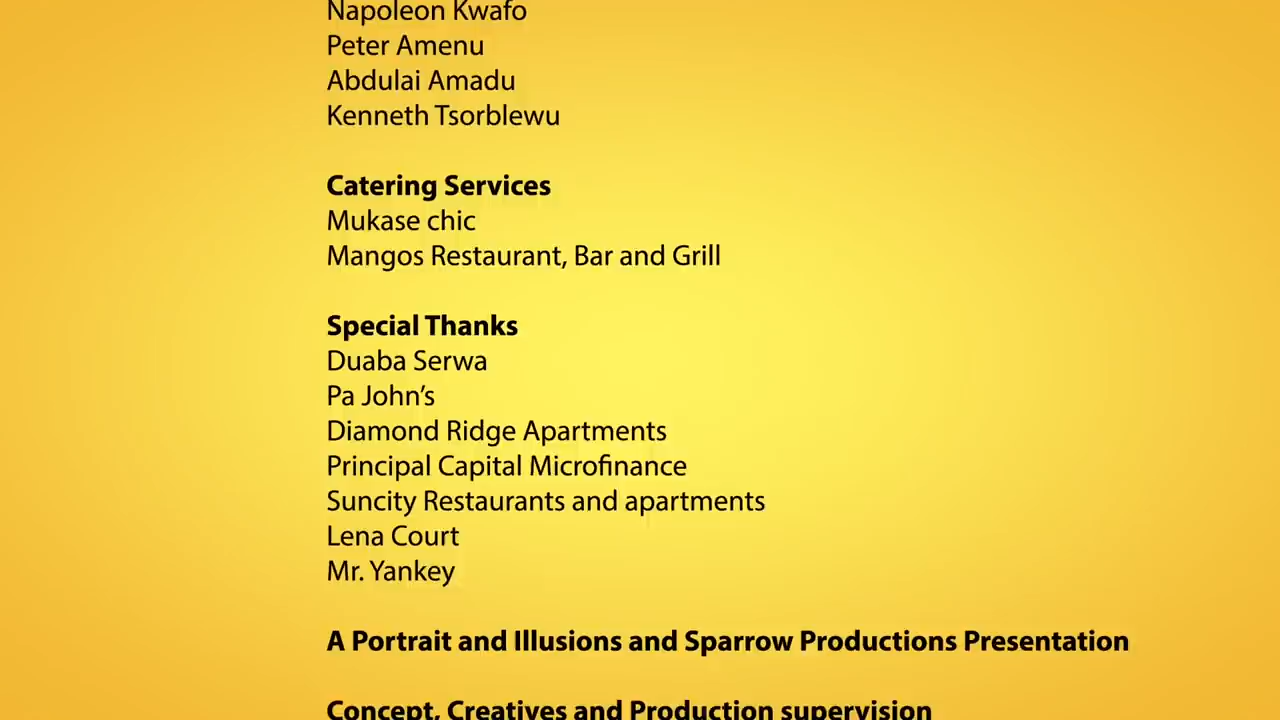 Napoleon Kwafo
Peter Amenu
Abdulai Amadu
Kenneth Tsorblewu
Catering Services
Mukase chic
Mangos Restaurant, Bar and Grill
Special Thanks
Duaba Serwa
Pa John’s
Diamond Ridge Apartments
Principal Capital Microfinance
Suncity Restaurants and apartments
Lena Court
Mr. Yankey
A Portrait and Illusions and Sparrow Productions Presentation
Concept, Creatives and Production supervision